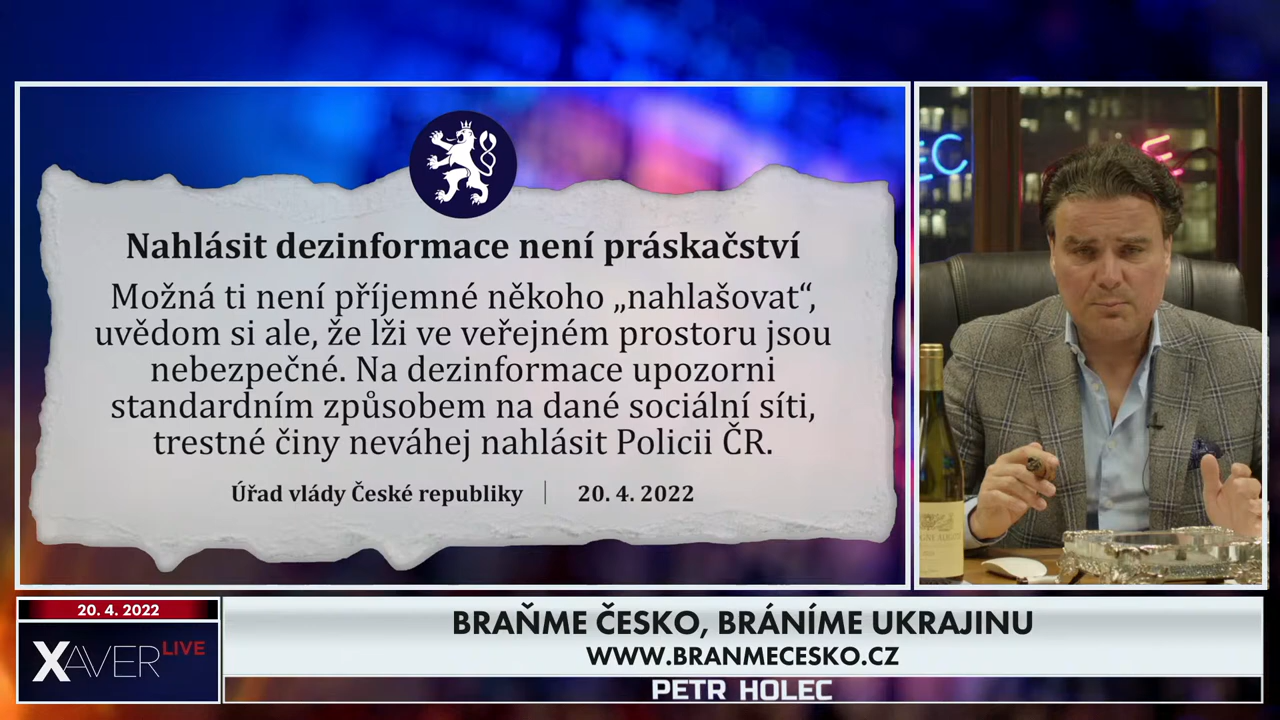 Nahlásit dezinformace není práskačství
Možná ti není příjemné někoho „nahlašovat“,
uvědom si ale, že lži ve veřejném prostoru jsou
nebezpečné. Na dezinformace upozorni
standardním způsobem na dané sociální síti,
trestné činy neváhej nahlásit Policii ČR.
Úřad vlády České republiky | 20. 4. 2022
EC
E
20. 4. 2022
XAVER LIVE
BRAŇME ČESKO, BRÁNÍME UKRAJINU
WWW.BRANMECESKO.CZ
PETR HOLEC